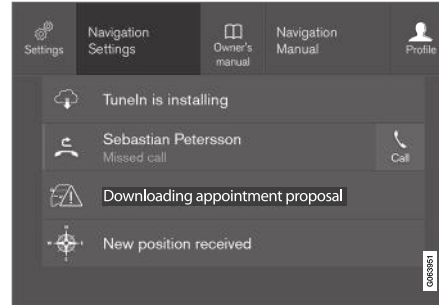 Settings
Navigation
Settings
Owner's
manual
Navigation
Manual
Profile
TuneIn is installing
Sebastian Petersson
Missed call
Call
Downloading appointment proposal
New position received
G063951